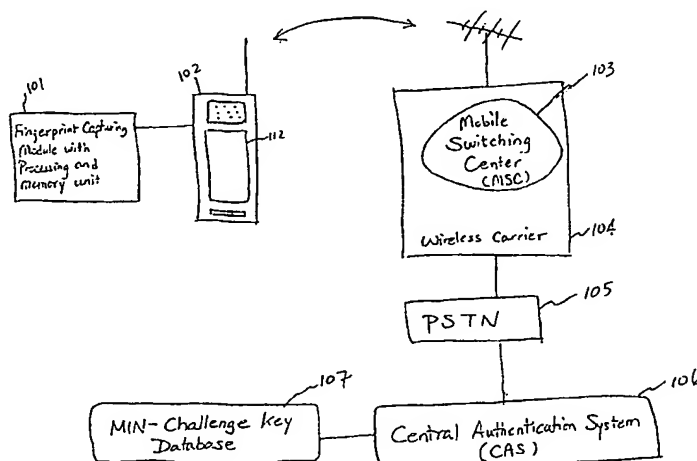 101
Fingerprint Capturing
Module with
Processing and
Memory unit
102
112
103
Mobile
Switching
Center
(MSC)
Wireless Carrier
104
PSTN
105
107
MIN-Challenge Key
Database
106
Central Authentication System
(CAS)